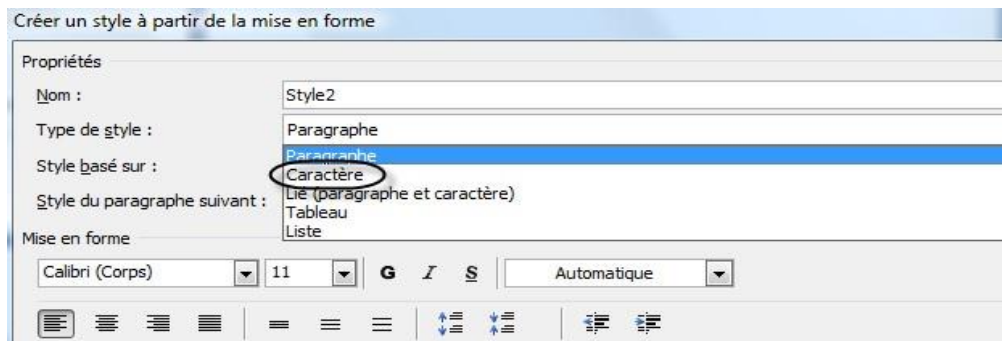 Créer un style à partir de la mise en forme
Propriétés
Nom :
Style2
Type de style :
Paragraphe
Style basé sur :
Paragraphe
Caractère
Lié (paragraphe et caractère)
Style du paragraphe suivant :
Tableau
Liste
Mise en forme
Calibri (Corps) 11 G I S Automatique